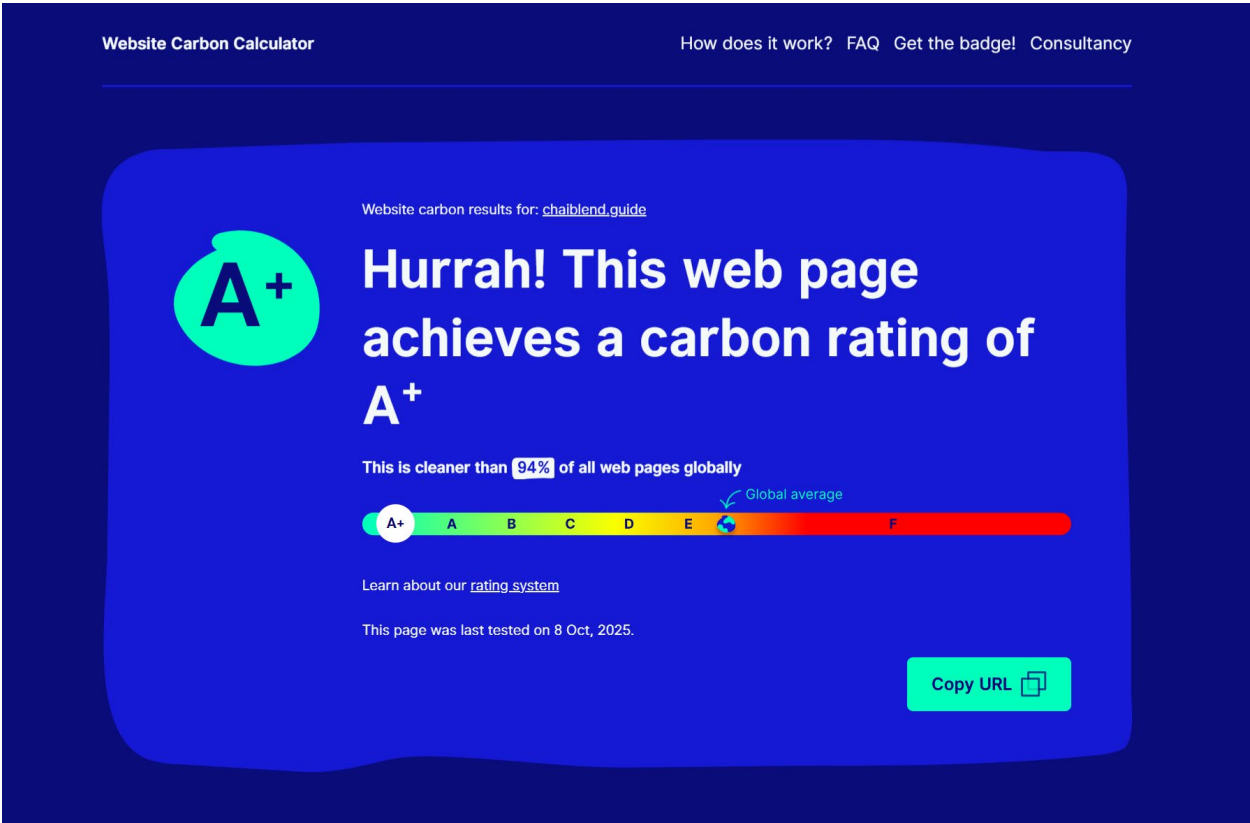 Website Carbon Calculator
How does it work? FAQ Get the badge! Consultancy
A+
Website carbon results for: chaiblend.guide
Hurrah! This web page
achieves a carbon rating of
A+
This is cleaner than 94% of all web pages globally
Global average
A+ A B C D E F
Learn about our rating system
This page was last tested on 8 Oct, 2025.
Copy URL